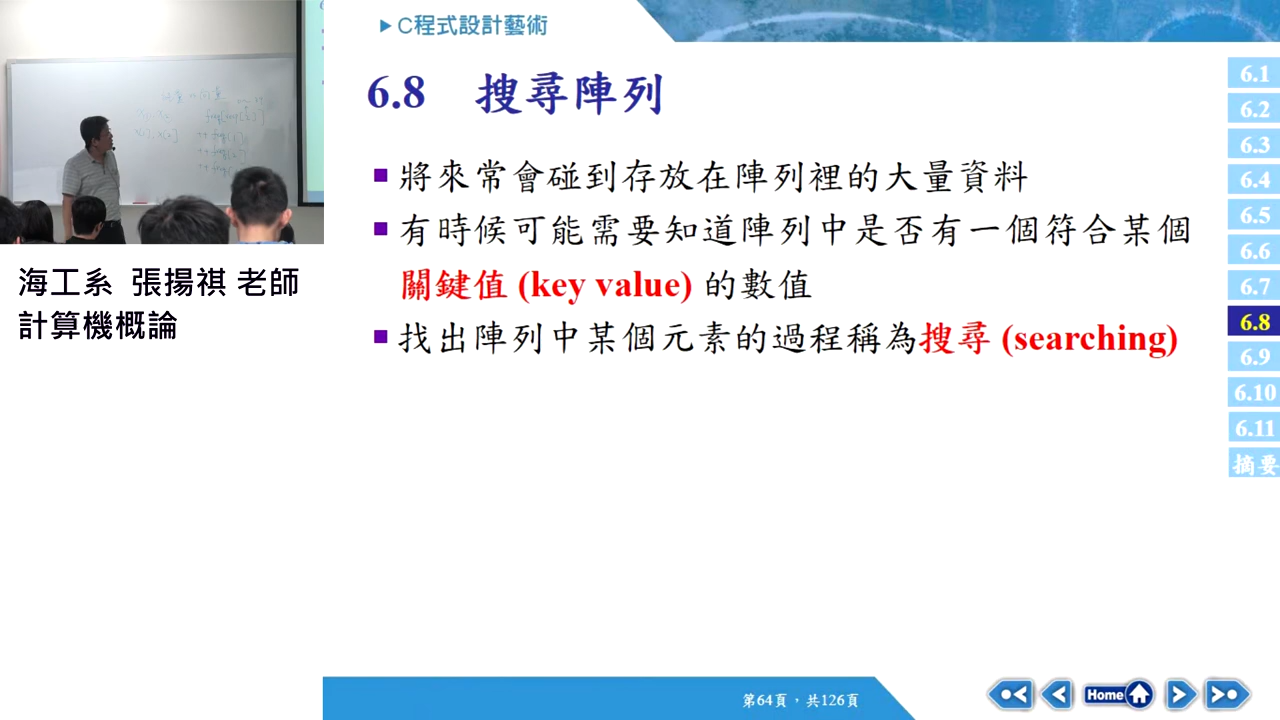 C程式設計藝術
6.8 搜尋陣列
將來常會碰到存放在陣列裡的大量資料
有時候可能需要知道陣列中是否有一個符合某個
關鍵值 (key value) 的數值
找出陣列中某個元素的過程稱為搜尋 (searching)
海工系 張揚祺 老師
計算機概論
6.1
6.2
6.3
6.4
6.5
6.6
6.7
6.8
6.9
6.10
6.11
摘要
第64頁，共126頁
Home